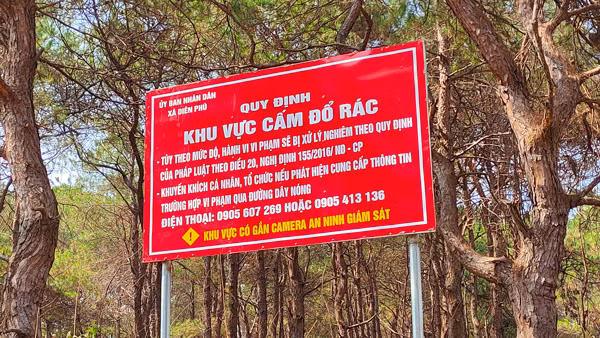 ỦY BAN NHÂN DÂN
XÃ DIÊN PHÚ
QUY ĐỊNH
KHU VỰC CẤM ĐỔ RÁC
• TÙY THEO MỨC ĐỘ, HÀNH VI VI PHẠM SẼ BỊ XỬ LÝ NGHIÊM THEO QUY ĐỊNH
CỦA PHÁP LUẬT THEO ĐIỀU 20, NGHỊ ĐỊNH 155/2016/ NĐ - CP
• KHUYẾN KHÍCH CÁ NHÂN, TỔ CHỨC NẾU PHÁT HIỆN CUNG CẤP THÔNG TIN
TRƯỜNG HỢP VI PHẠM QUA ĐƯỜNG DÂY NÓNG
ĐIỆN THOẠI: 0905 607 269 HOẶC 0905 413 136
KHU VỰC CÓ GẮN CAMERA AN NINH GIÁM SÁT